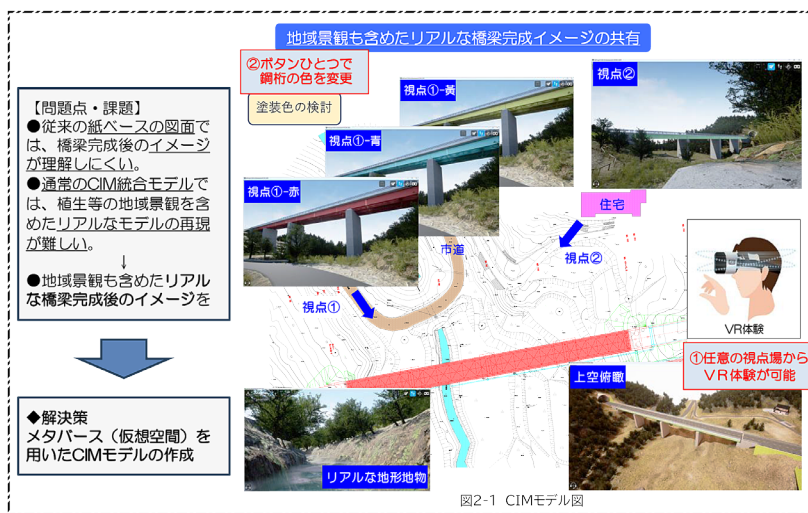 地域景観も含めたリアルな橋梁完成イメージの共有
②ボタンひとつで
鋼桁の色を変更
塗装色の検討
視点①-黄
視点①-青
視点①-赤
視点②
【問題点・課題】
●従来の紙ベースの図面で
は、橋梁完成後のイメージ
が理解しにくい。
●通常のCIM統合モデルで
は、植生等の地域景観を含
めたリアルなモデルの再現
が難しい。
↓
●地域景観も含めたリアル
な橋梁完成後のイメージを
◆解決策
メタバース（仮想空間）を
用いたCIMモデルの作成
住宅
市道
視点②
視点①
VR体験
①任意の視点場から
ＶＲ体験が可能
上空俯瞰
リアルな地形地物
図2-1 CIMモデル図